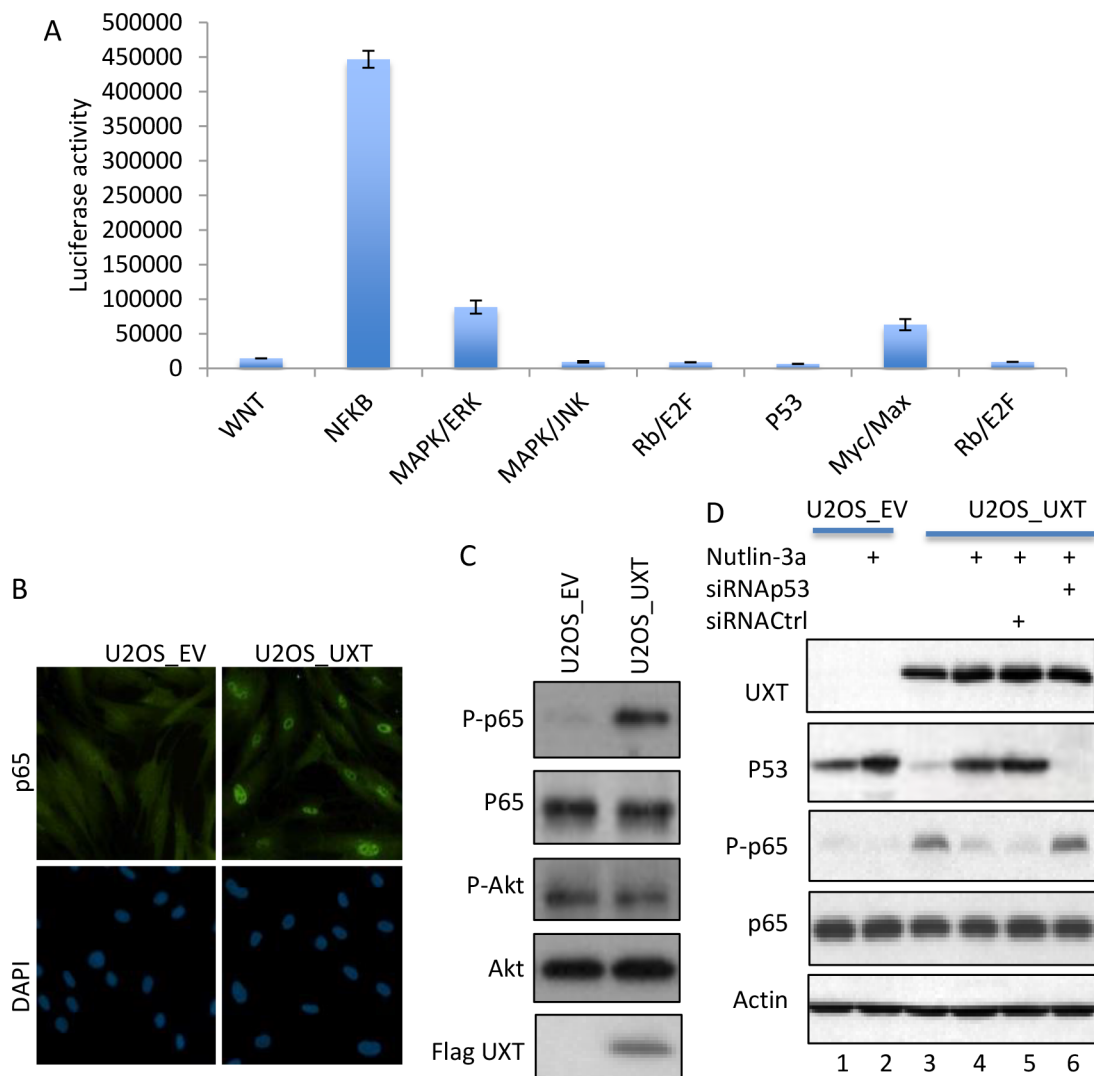 A
Luciferase activity
500000
450000
400000
350000
300000
250000
200000
150000
100000
50000
0
WNT
NFKB
MAPK/ERK
MAPK/JNK
Rb/E2F
P53
Myc/Max
Rb/E2F
B
U2OS_EV U2OS_UXT
p65
DAPI
C
U2OS_EV
U2OS_UXT
P-p65
P65
P-Akt
Akt
Flag UXT
D
U2OS_EV U2OS_UXT
Nutlin-3a + + + +
siRNAp53 +
siRNACtrl +
UXT
P53
P-p65
p65
Actin
1 2 3 4 5 6